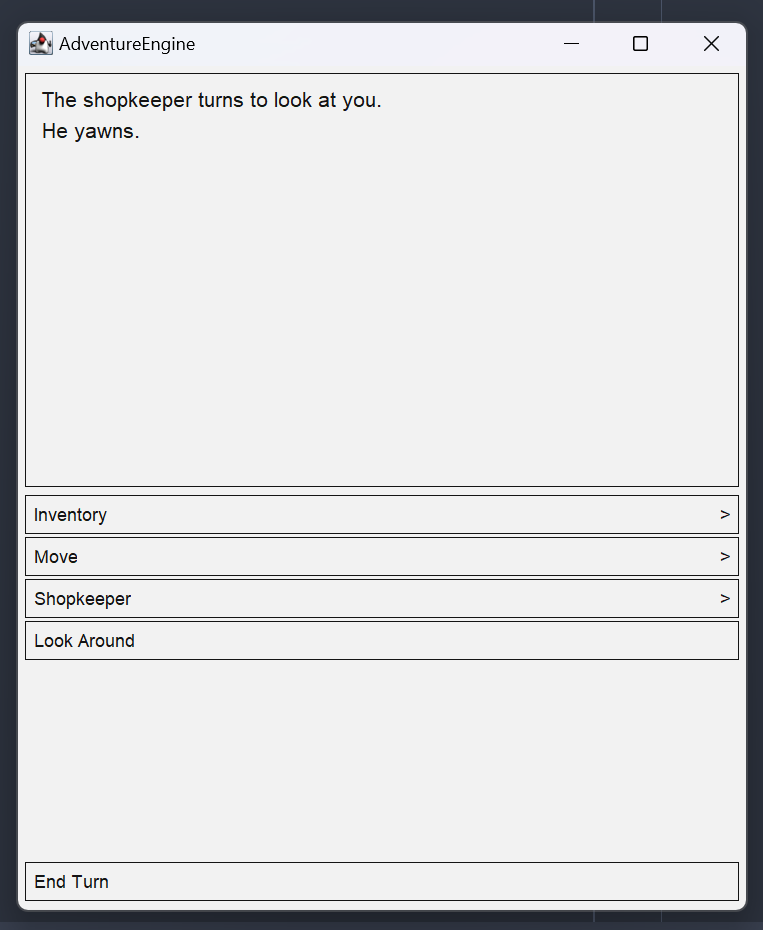 AdventureEngine
The shopkeeper turns to look at you.
He yawns.
Inventory >
Move >
Shopkeeper >
Look Around
End Turn